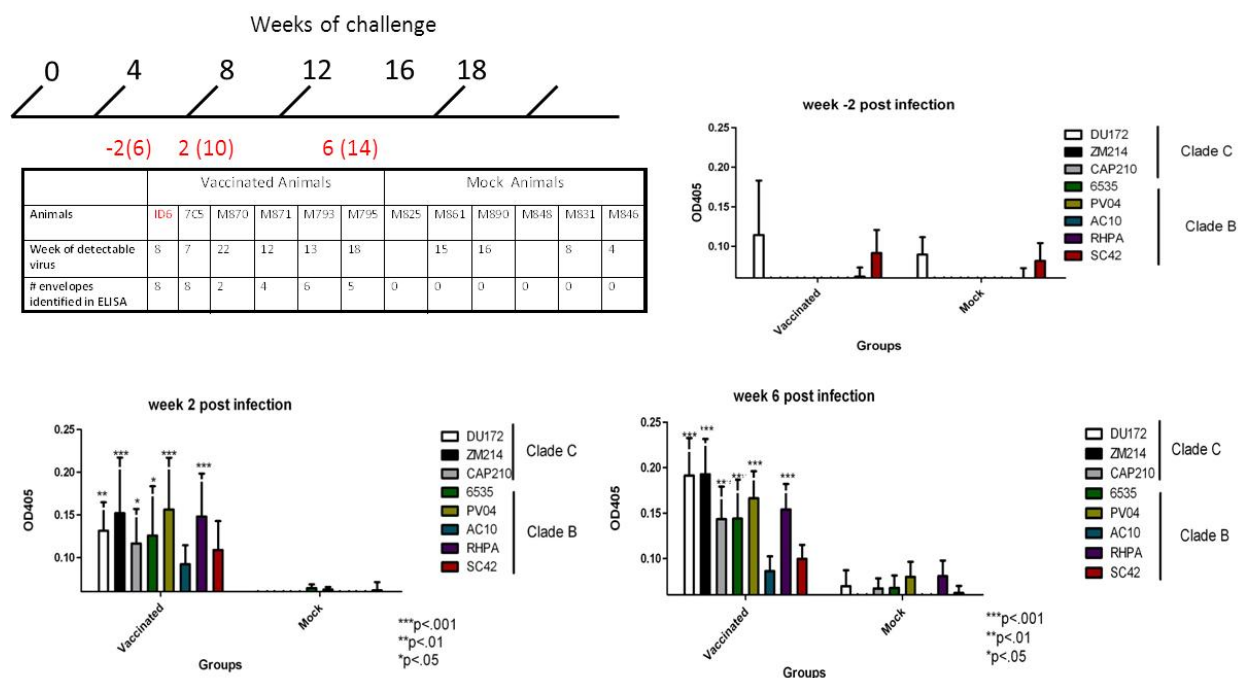 Weeks of challenge
0 4 8 12 16 18
-2(6) 2 (10) 6 (14)
Vaccinated Animals Mock Animals
Animals ID6 7C5 M870 M871 M793 M795 M825 M861 M890 M848 M831 M846
Week of detectable virus 8 7 22 12 13 18 15 16 8 4
# envelopes identified in ELISA 8 8 2 4 6 5 0 0 0 0 0 0
week -2 post infection
0.25
0.20
0.15
0.10
OD405
Vaccinated
Mock
Groups
DU172
ZM214
CAP210
6535
PV04
AC10
RHPA
SC42
Clade C
Clade B
week 2 post infection
0.25
0.20
0.15
0.10
OD405
** *** * * *** ***
Vaccinated
Mock
Groups
DU172
ZM214
CAP210
6535
PV04
AC10
RHPA
SC42
Clade C
Clade B
***p<.001
**p<.01
*p<.05
week 6 post infection
0.25
0.20
0.15
0.10
OD405
*** *** *** *** *** ***
Vaccinated
Mock
Groups
DU172
ZM214
CAP210
6535
PV04
AC10
RHPA
SC42
Clade C
Clade B
***p<.001
**p<.01
*p<.05